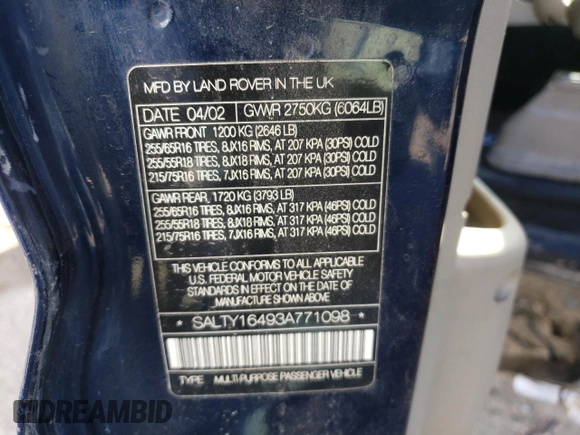 MFD BY LAND ROVER IN THE UK
DATE 04/02 GVWR 2750KG (6064LB)
GAWR FRONT 1200 KG (2646 LB)
255/65R16 TIRES, 8JX16 RIMS, AT 207 KPA (30PSI) COLD
255/55R18 TIRES, 8JX18 RIMS, AT 207 KPA (30PSI) COLD
215/75R16 TIRES, 7JX16 RIMS, AT 207 KPA (30PSI) COLD
GAWR REAR, 1720 KG (3793 LB)
255/65R16 TIRES, 8JX16 RIMS, AT 317 KPA (46PSI) COLD
255/55R18 TIRES, 8JX18 RIMS, AT 317 KPA (46PSI) COLD
215/75R16 TIRES, 7JX16 RIMS, AT 317 KPA (46PSI) COLD
THIS VEHICLE CONFORMS TO ALL APPLICABLE
U.S. FEDERAL MOTOR VEHICLE SAFETY
STANDARDS IN EFFECT ON THE DATE OF
MANUFACTURE SHOWN ABOVE.
* SALTY16493A771098 *
TYPE MULTI-PURPOSE PASSENGER VEHICLE
IDREAMBID